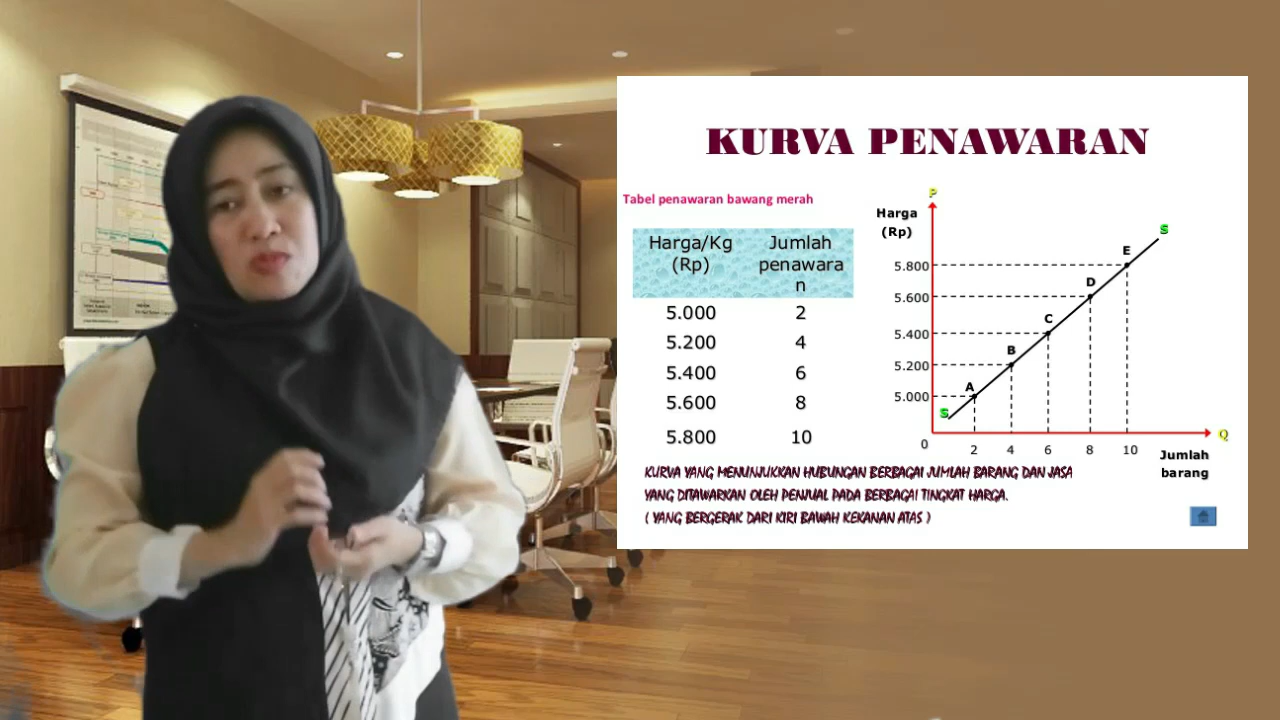 KURVA PENAWARAN
Tabel penawaran bawang merah
Harga/Kg (Rp) Jumlah penawara n
5.000 2
5.200 4
5.400 6
5.600 8
5.800 10
P
Harga
(Rp)
S
E
5.800
D
5.600
C
5.400
B
5.200
A
5.000
S
Q
0 2 4 6 8 10
Jumlah
barang
KURVA YANG MENUNJUKKAN HUBUNGAN BERBAGAI JUMLAH BARANG DAN JASA
YANG DITAWARKAN OLEH PENJUAL PADA BERBAGAI TINGKAT HARGA.
( YANG BERGERAK DARI KIRI BAWAH KEKANAN ATAS )